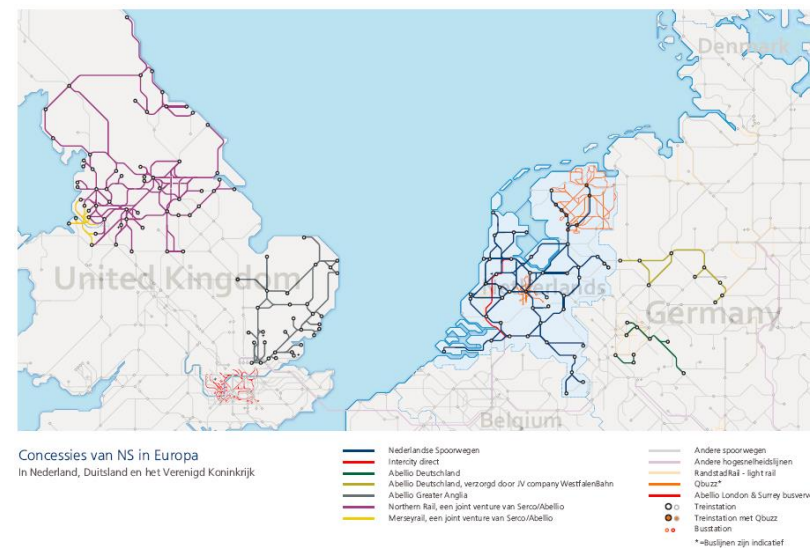 Denmark
United Kingdom
Netherlands
Germany
Belgium
Concessies van NS in Europa
In Nederland, Duitsland en het Verenigd Koninkrijk
Nederlandse Spoorwegen
Intercity direct
Abellio Deutschland
Abellio Deutschland, verzorgd door JV company WestfalenBahn
Abellio Greater Anglia
Northern Rail, een joint venture van Serco/Abellio
Merseyrail, een joint venture van Serco/Abellio
Andere spoorwegen
Andere hogesnelheidslijnen
RandstadRail - light rail
Qbuzz*
Abellio London & Surrey busverv
Treinstation
Treinstation met Qbuzz
Busstation
*=Buslijnen zijn indicatief